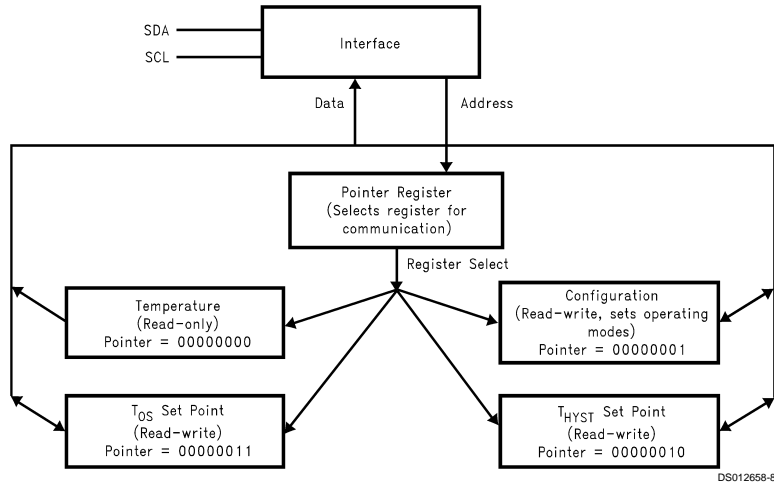 SDA
SCL
Interface
Data
Address
Pointer Register
(Selects register for
communication)
Register Select
Temperature
(Read-only)
Pointer = 00000000
Configuration
(Read-write, sets operating
modes)
Pointer = 00000001
TOS Set Point
(Read-write)
Pointer = 00000011
THYST Set Point
(Read-write)
Pointer = 00000010
DS012658-8